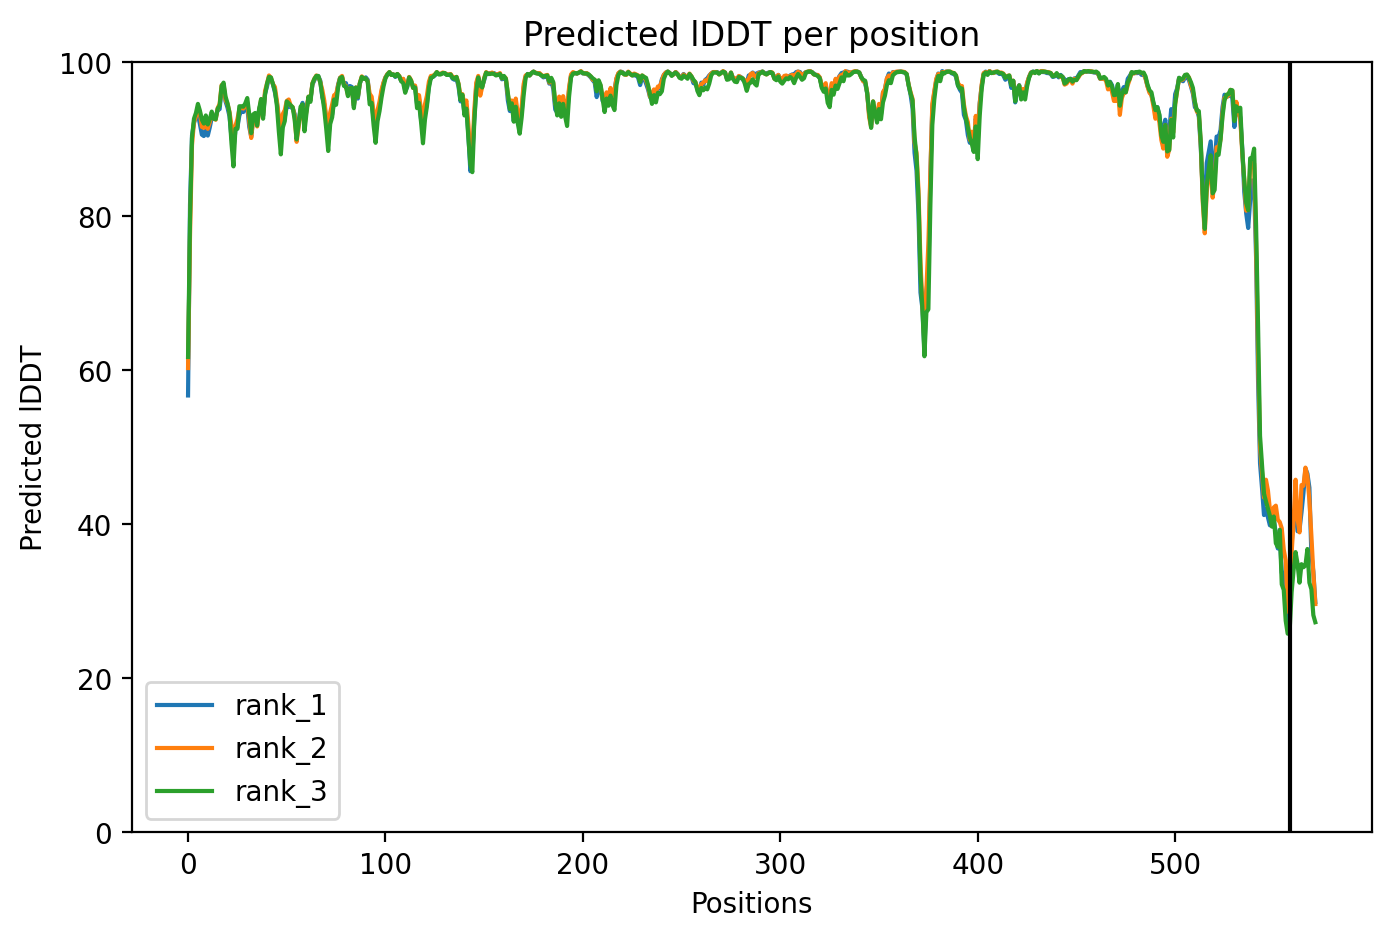 Predicted lDDT per position
Predicted lDDT
100
80
60
40
20
0
rank_1
rank_2
rank_3
0 100 200 300 400 500
Positions